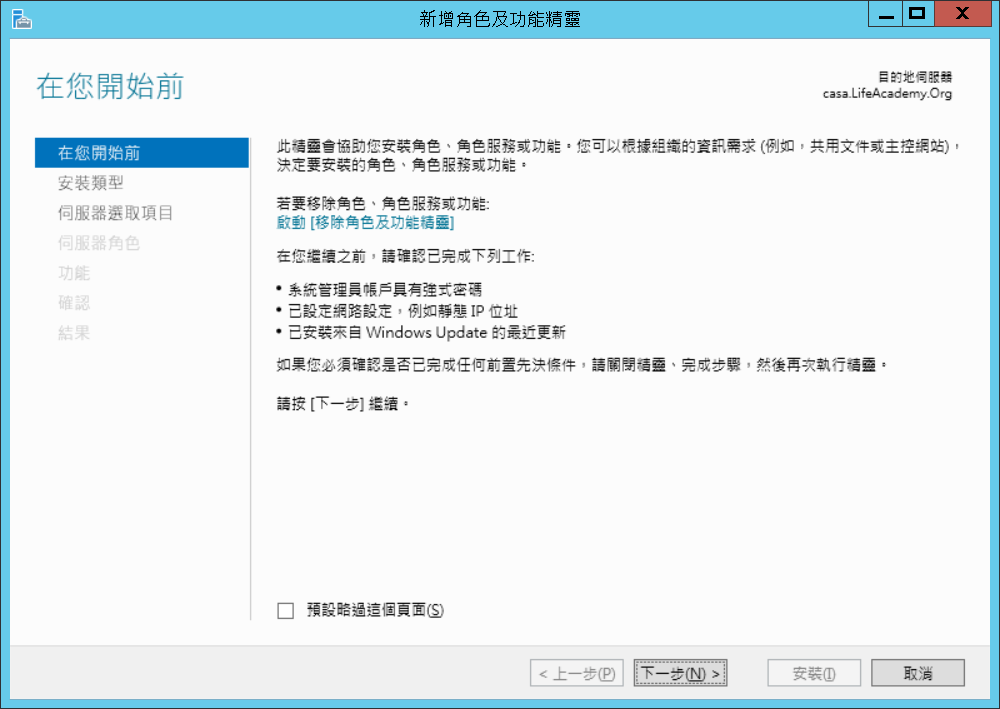 新增角色及功能精靈
在您開始前
目的地伺服器
casa.LifeAcademy.Org
在您開始前
安裝類型
伺服器選取項目
伺服器角色
功能
確認
結果
此精靈會協助您安裝角色、角色服務或功能。您可以根據組織的資訊需求 (例如，共用文件或主控網站)，
決定要安裝的角色、角色服務或功能。
若要移除角色、角色服務或功能:
啟動 [移除角色及功能精靈]
在您繼續之前，請確認已完成下列工作:
• 系統管理員帳戶具有強式密碼
• 已設定網路設定，例如靜態 IP 位址
• 已安裝來自 Windows Update 的最近更新
如果您必須確認是否已完成任何前置先決條件，請關閉精靈、完成步驟，然後再次執行精靈。
請按 [下一步] 繼續。
預設略過這個頁面(S)
< 上一步(P)
下一步(N) >
安裝(I)
取消